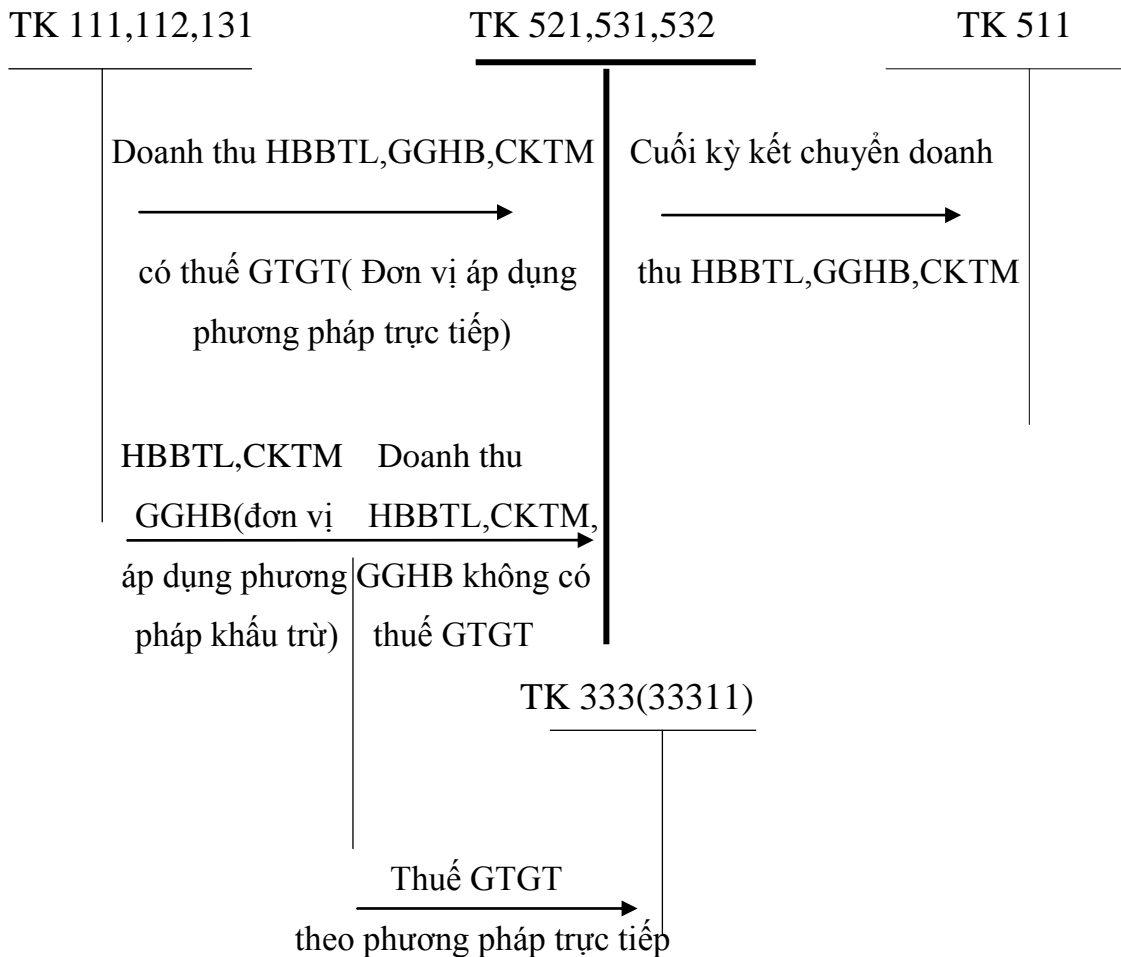 TK 111,112,131
TK 521,531,532
TK 511
Doanh thu HBBTL,GGHB,CKTM
có thuế GTGT( Đơn vị áp dụng
phương pháp trực tiếp)
Cuối kỳ kết chuyển doanh
thu HBBTL,GGHB,CKTM
HBBTL,CKTM
GGHB(đơn vị
áp dụng phương
pháp khấu trừ)
Doanh thu
HBBTL,CKTM,
GGHB không có
thuế GTGT
TK 333(33311)
Thuế GTGT
theo phương pháp trực tiếp